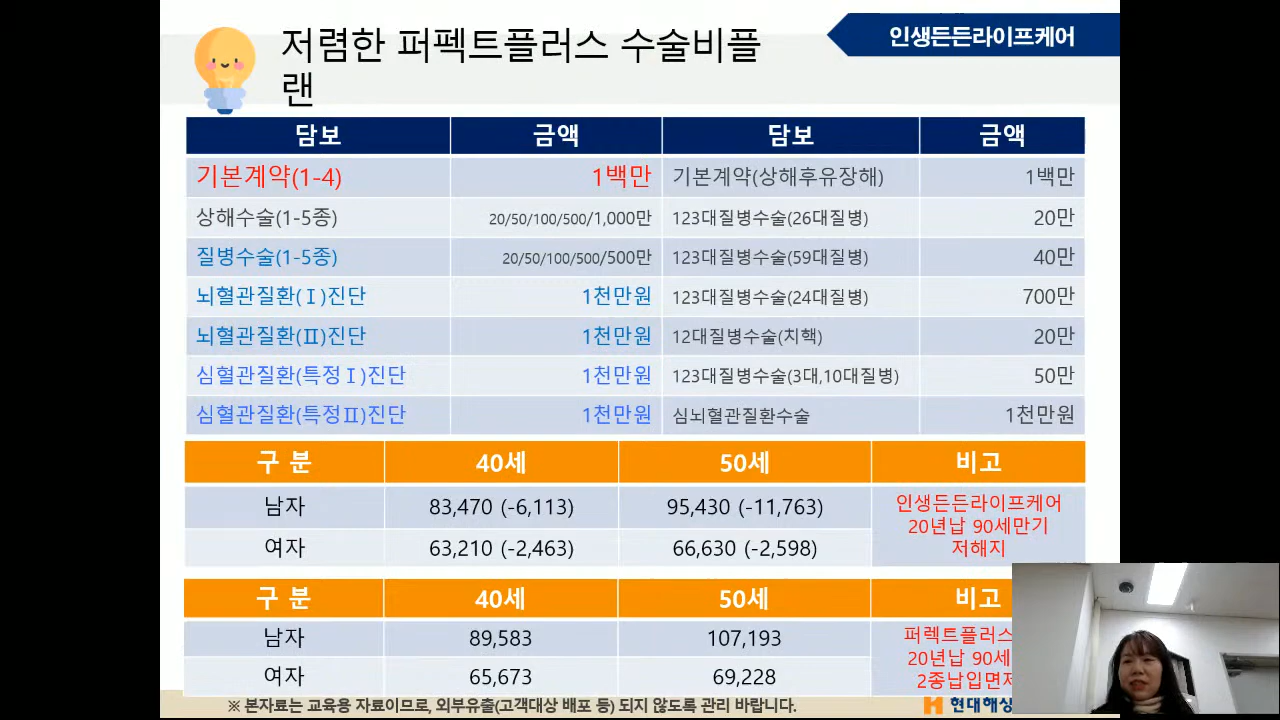 저렴한 퍼펙트플러스 수술비플
랜
인생든든라이프케어
담보 금액 담보 금액
기본계약(1-4) 1백만 기본계약(상해후유장해) 1백만
상해수술(1-5종) 20/50/100/500/1,000만 123대질병수술(26대질병) 20만
질병수술(1-5종) 20/50/100/500/500만 123대질병수술(59대질병) 40만
뇌혈관질환(Ⅰ)진단 1천만원 123대질병수술(24대질병) 700만
뇌혈관질환(Ⅱ)진단 1천만원 12대질병수술(치핵) 20만
심혈관질환(특정Ⅰ)진단 1천만원 123대질병수술(3대,10대질병) 50만
심혈관질환(특정Ⅱ)진단 1천만원 심뇌혈관질환수술 1천만원
구 분 40세 50세 비고
남자 83,470 (-6,113) 95,430 (-11,763)
여자 63,210 (-2,463) 66,630 (-2,598)
인생든든라이프케어
20년납 90세만기
저해지
구 분 40세 50세 비고
남자 89,583 107,193
여자 65,673 69,228
퍼렉트플러스
20년납 90세
2종납입면제
※ 본자료는 교육용 자료이므로, 외부유출(고객대상 배포 등) 되지 않도록 관리 바랍니다.
현대해상